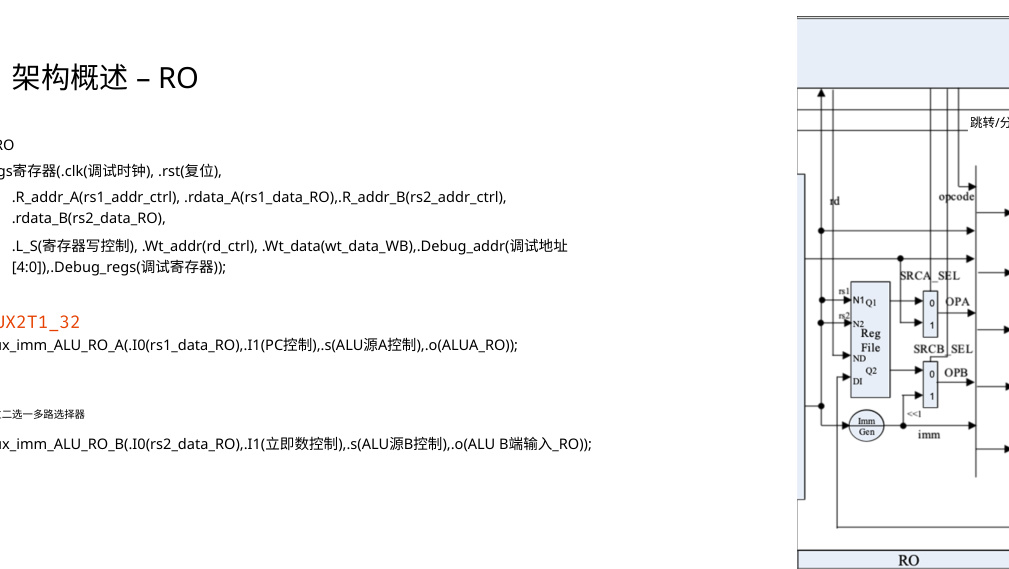 架构概述 – RO
RO
gs寄存器(.clk(调试时钟), .rst(复位),
.R_addr_A(rs1_addr_ctrl), .rdata_A(rs1_data_RO),.R_addr_B(rs2_addr_ctrl),
.rdata_B(rs2_data_RO),
.L_S(寄存器写控制), .Wt_addr(rd_ctrl), .Wt_data(wt_data_WB),.Debug_addr(调试地址
[4:0]),.Debug_regs(调试寄存器));
UX2T1_32
ux_imm_ALU_RO_A(.I0(rs1_data_RO),.I1(PC控制),.s(ALU源A控制),.o(ALUA_RO));
二选一多路选择器
ux_imm_ALU_RO_B(.I0(rs2_data_RO),.I1(立即数控制),.s(ALU源B控制),.o(ALU B端输入_RO));
跳转/分
rd
opcode
SRCA_SEL
rs1
N1 Q1
0
OPA
rs2
N2
1
Reg
File
SRCB_SEL
ND
Q2
0
OPB
DI
1
<<1
Imm
Gen
imm
RO